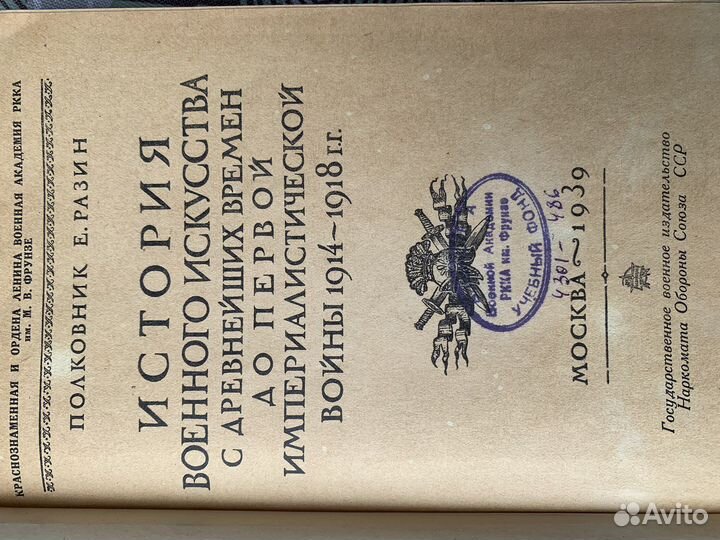 КРАСНОЗНАМЕННАЯ И ОРДЕНА ЛЕНИНА ВОЕННАЯ АКАДЕМИЯ РККА
им. М. В. ФРУНЗЕ
ПОЛКОВНИК Е. РАЗИН
ИСТОРИЯ
ВОЕННОГО ИСКУССТВА
С ДРЕВНЕЙШИХ ВРЕМЕН
ДО ПЕРВОЙ
ИМПЕРИАЛИСТИЧЕСКОЙ
ВОЙНЫ 1914~1918 ГГ.
Военной Академии
РККА им. Фрунзе
УЧЕБНЫЙ ФОНД
4301- 486
МОСКВА~1939
Государственное военное издательство
Наркомата Обороны Союза ССР
Avito